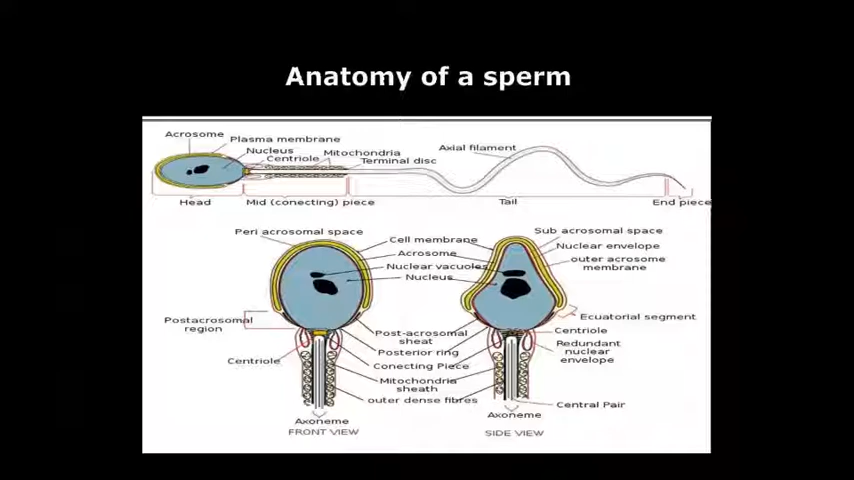 Anatomy of a sperm
Acrosome
Plasma membrane
Nucleus
Centriole
Mitochondria
Terminal disc
Axial filament
Head
Mid (conecting) piece
Tail
End piece
Peri acrosomal space
Cell membrane
Acrosome
Nuclear vacuoles
Nucleus
Sub acrosomal space
Nuclear envelope
outer acrosome
membrane
Postacrosomal
region
Ecuatorial segment
Centriole
Post-acrosomal
sheat
Posterior ring
Conecting Piece
Mitochondria
sheath
outer dense fibres
Centriole
Redundant
nuclear
envelope
Central Pair
Axoneme
FRONT VIEW
Axoneme
SIDE VIEW